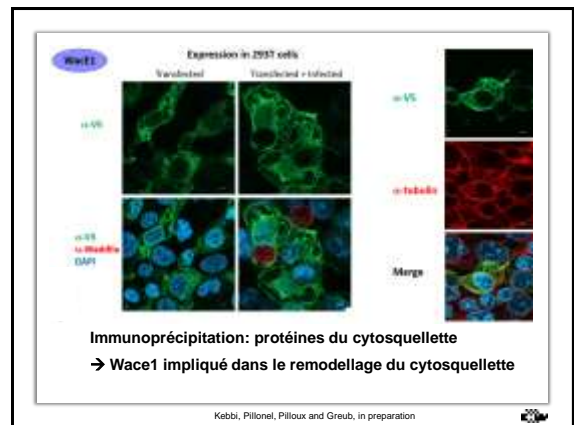 Wace1
Expression in 293T cells
Transfected
Transfected + Infected
α-V5
α-V5
α-Tubulin
α-V5
DAPI
Merge
Immunoprécipitation: protéines du cytosquellette
→ Wace1 impliqué dans le remodellage du cytosquellette
Kebbi, Pillonel, Pilloux and Greub, in preparation